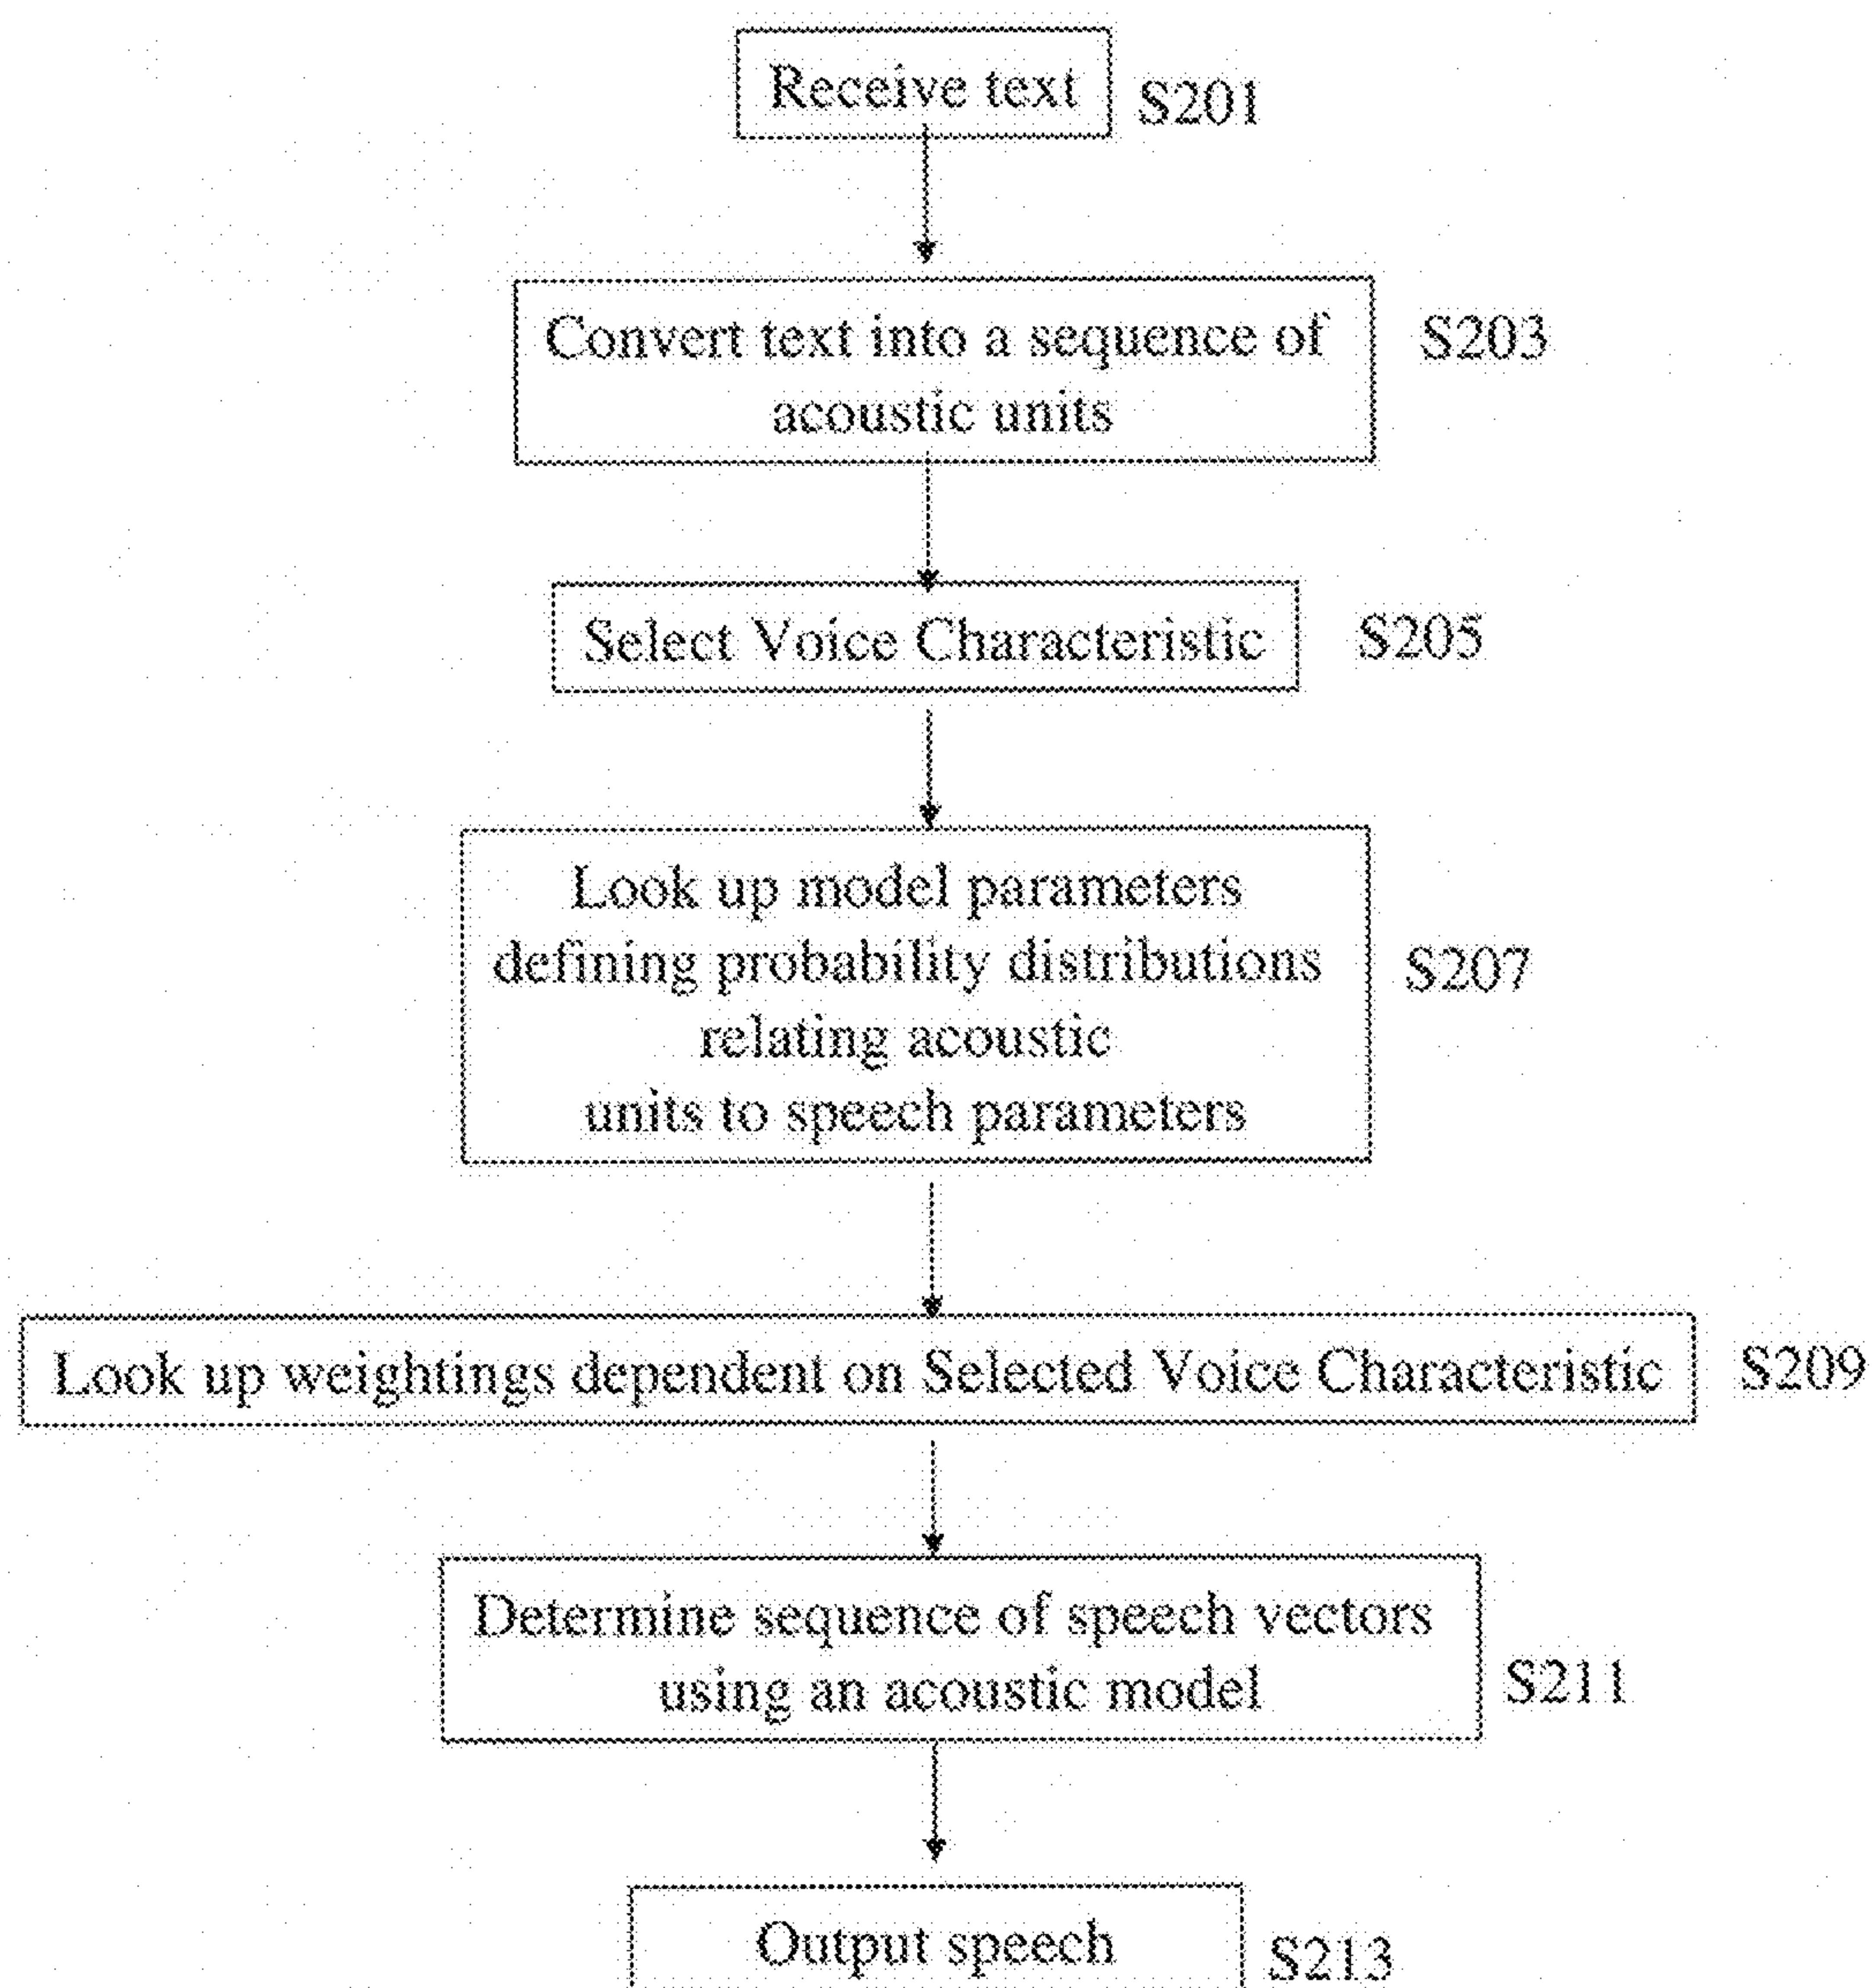 Receive text
S201
Convert text into a sequence of
acoustic units
S203
Select Voice Characteristic
S205
Look up model parameters
defining probability distributions
relating acoustic
units to speech parameters
S207
Look up weightings dependent on Selected Voice Characteristic
S209
Determine sequence of speech vectors
using an acoustic model
S211
Output speech
S213